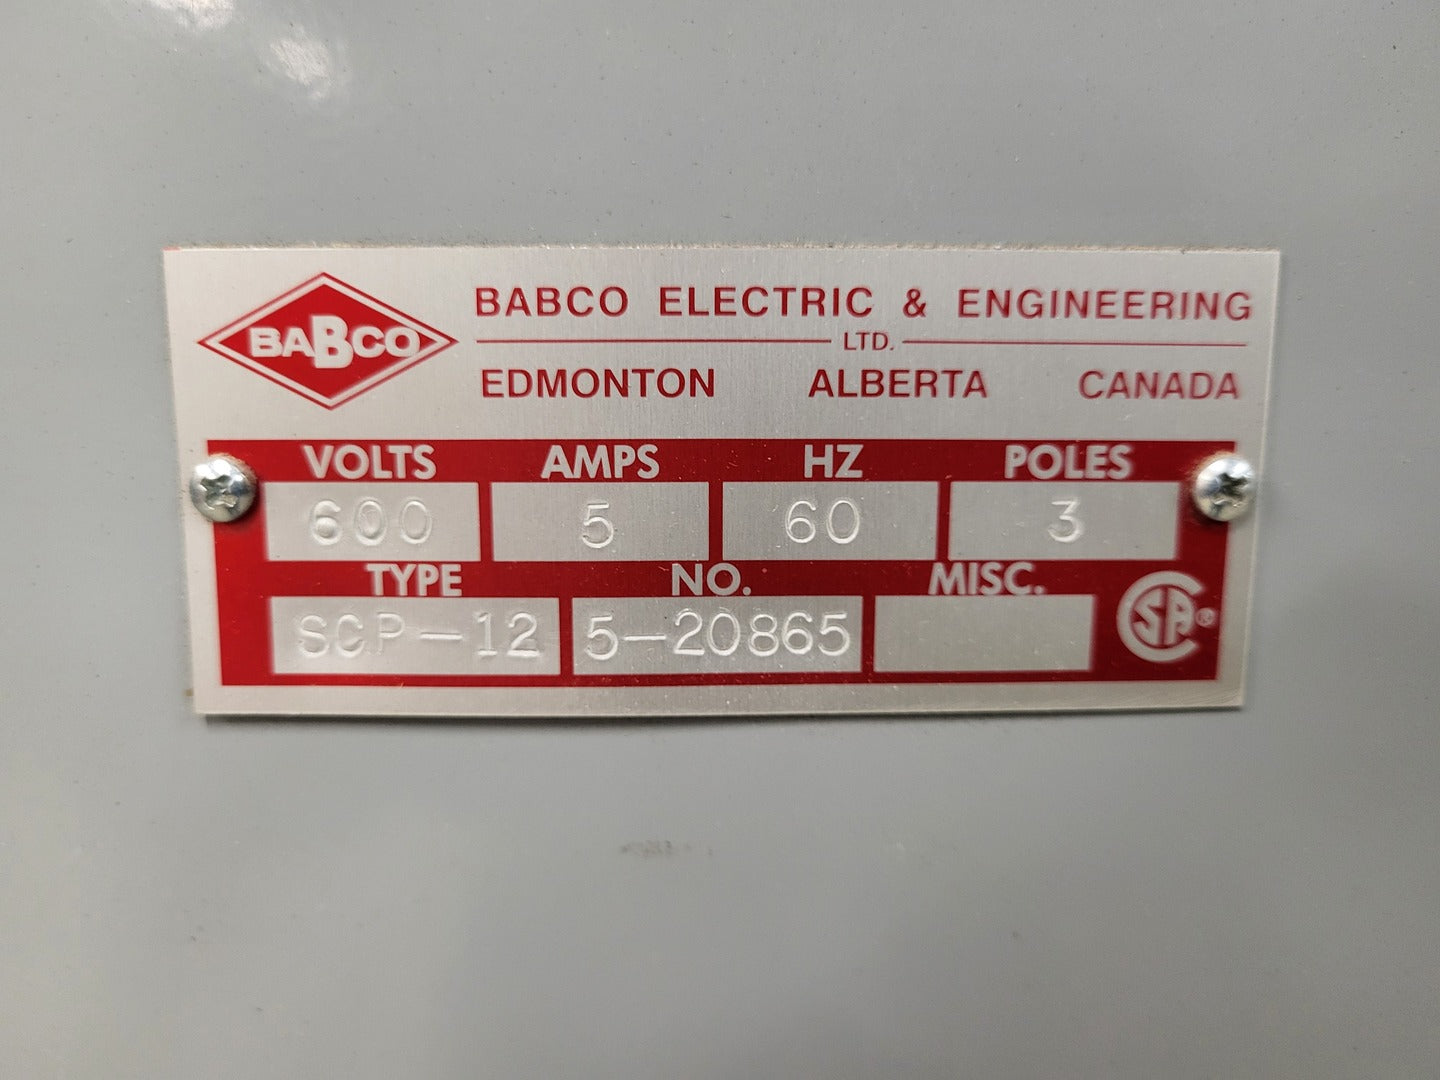 BABCO
BABCO ELECTRIC & ENGINEERING
LTD.
EDMONTON ALBERTA CANADA
VOLTS AMPS HZ POLES
600 5 60 3
TYPE NO. MISC.
SCP-12 5-20865
CSA®